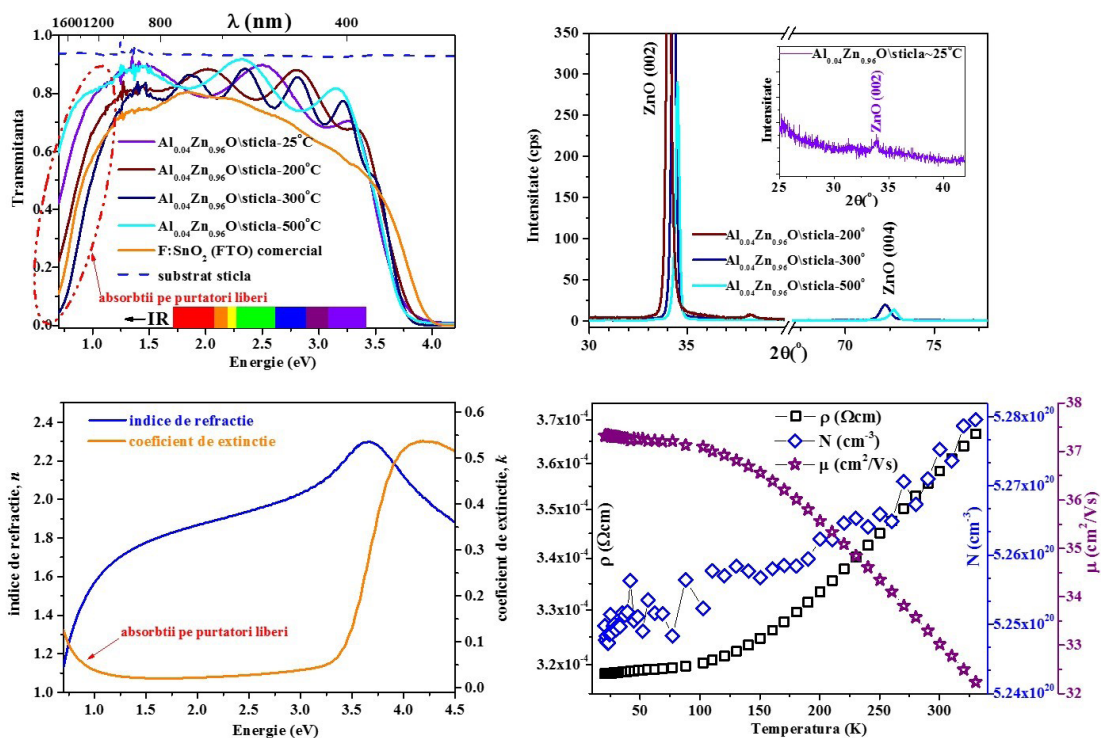 1600 1200 800 400
λ (nm)
Transmitanta
1.0
0.8
0.6
0.4
0.2
0.0
Al0.04Zn0.96O\sticla-25°C
Al0.04Zn0.96O\sticla-200°C
Al0.04Zn0.96O\sticla-300°C
Al0.04Zn0.96O\sticla-500°C
F:SnO2 (FTO) comercial
substrat sticla
absorbtii pe purtatori liberi
IR
1.0 1.5 2.0 2.5 3.0 3.5 4.0
Energie (eV)
Intensitate (cps)
350
300
250
200
150
100
50
0
ZnO (002)
Al0.04Zn0.96O\sticla~25°C
Intensitate
ZnO (002)
25 30 35 40
2θ(°)
Al0.04Zn0.96O\sticla-200°
Al0.04Zn0.96O\sticla-300°
Al0.04Zn0.96O\sticla-500°
ZnO (004)
30 35 70 75
2θ(°)
indice de refractie, n
2.4
2.2
2.0
1.8
1.6
1.4
1.2
1.0
indice de refractie
coeficient de extinctie
absorbtii pe purtatori liberi
0.6
0.5
0.4
0.3
0.2
0.1
0.0
coeficient de extinctie, k
1.0 1.5 2.0 2.5 3.0 3.5 4.0 4.5
Energie (eV)
ρ (Ωcm)
3.7x10-4
3.6x10-4
3.4x10-4
3.3x10-4
3.2x10-4
ρ (Ωcm)
N (cm-3)
μ (cm2/Vs)
5.28 1020
5.27 1020
5.26 1020
5.25 1020
5.24 1020
N (cm-3)
38
37
36
35
34
33
32
μ (cm2/Vs)
0 50 100 150 200 250 300
Temperatura (K)